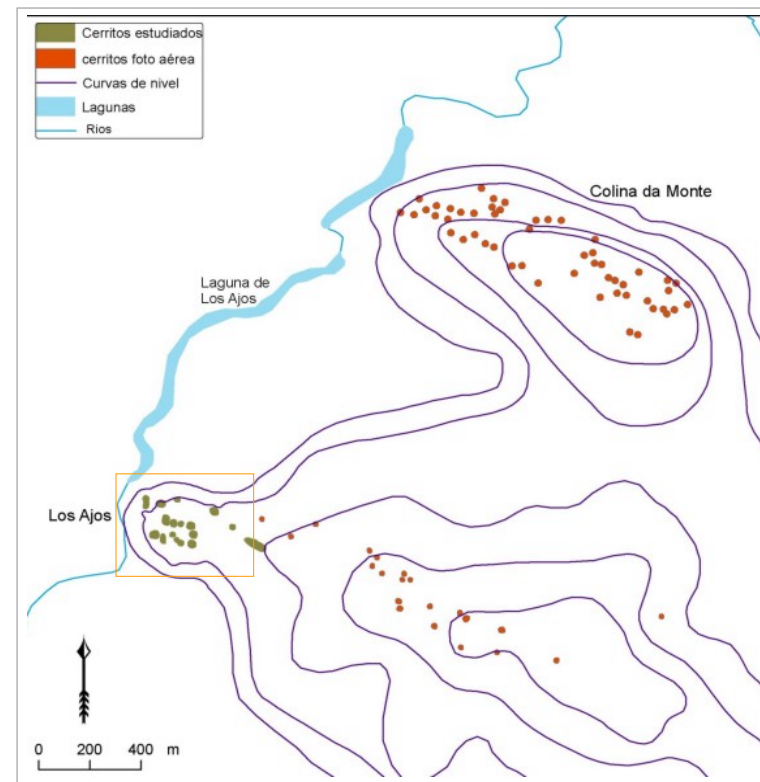 Cerritos estudiados
cerritos foto aérea
Curvas de nivel
Lagunas
Rios
Colina da Monte
Laguna de
Los Ajos
Los Ajos
0 200 400 m